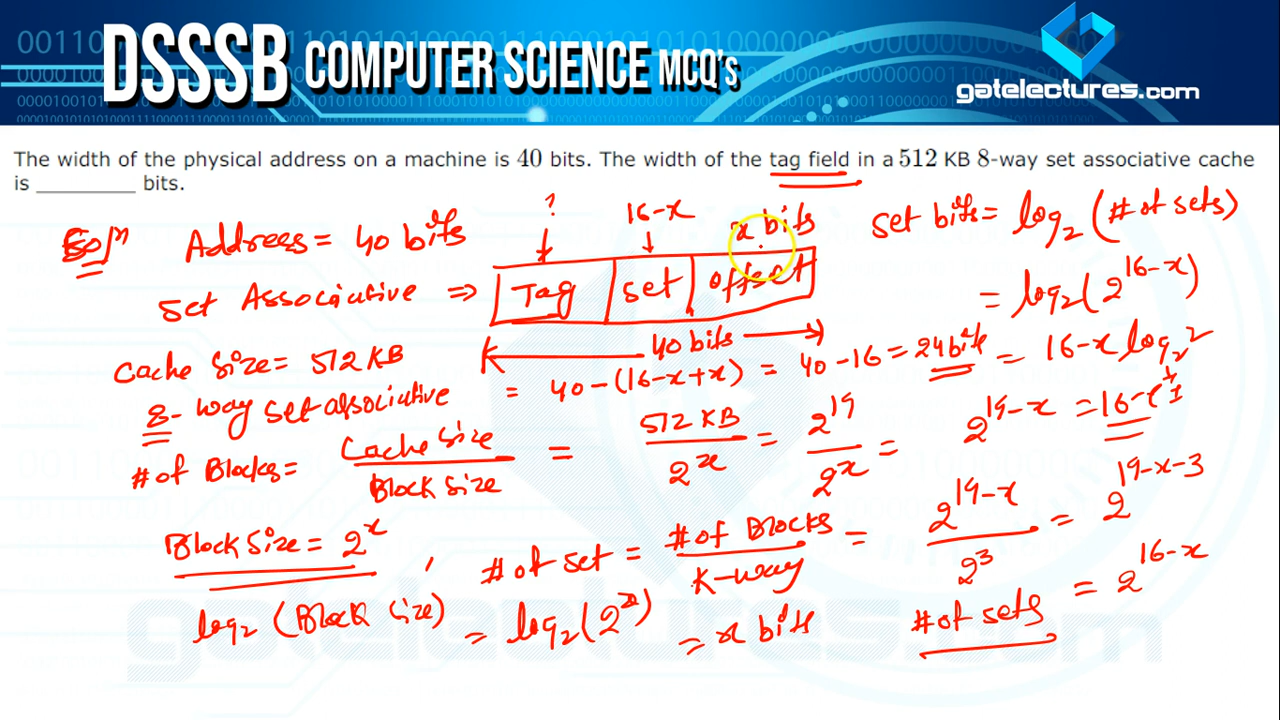 DSSSB COMPUTER SCIENCE MCQ's
gatelectures.com
The width of the physical address on a machine is 40 bits. The width of the tag field in a 512 KB 8-way set associative cache
is _________ bits.
Solⁿ Address = 40 bits
? 16-x x bits
Set Associative ⇒ Tag set offset
40 bits
set bits = log₂ (# of sets)
= log₂(2^(16-x))
= 16-x log₂2
= 16-x
Cache Size = 512 KB
= 40-(16-x+x) = 40-16 = 24 bits
8-way set associative
# of Blocks = Cache Size / Block Size = 512 KB / 2^x = 2^19 / 2^x = 2^(19-x)
Block Size = 2^x , # of set = # of Blocks / K-way = 2^(19-x) / 2^3 = 2^(19-x-3)
# of sets = 2^(16-x)
log₂ (Block size) = log₂(2^x) = x bits
gatelectures.com